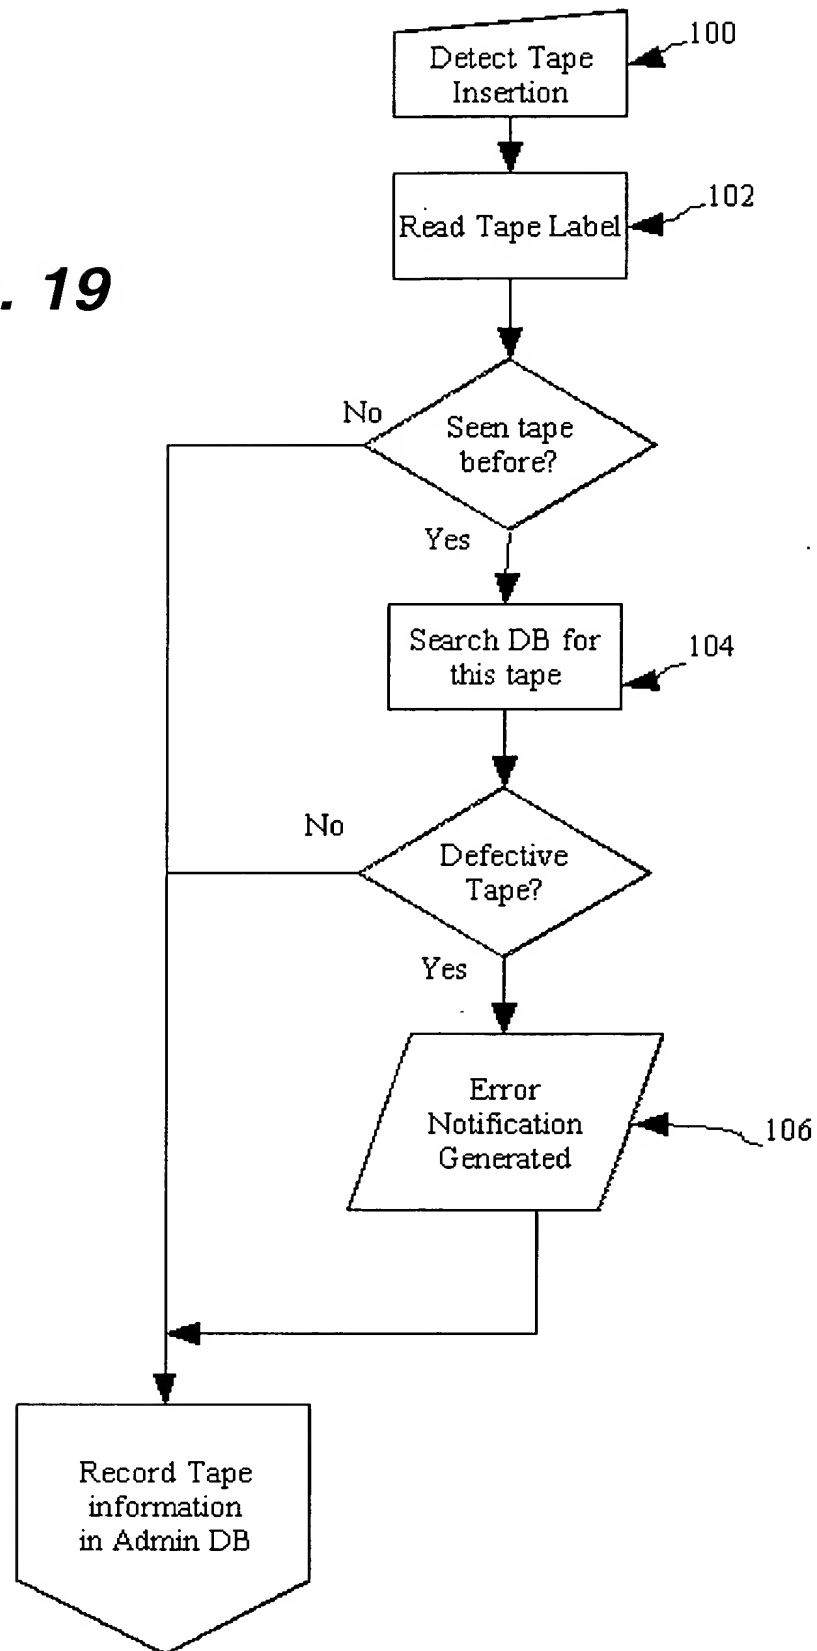 Detect Tape
Insertion
100
Read Tape Label
102
. 19
No
Seen tape
before?
Yes
Search DB for
this tape
104
No
Defective
Tape?
Yes
Error
Notification
Generated
106
Record Tape
information
in Admin DB